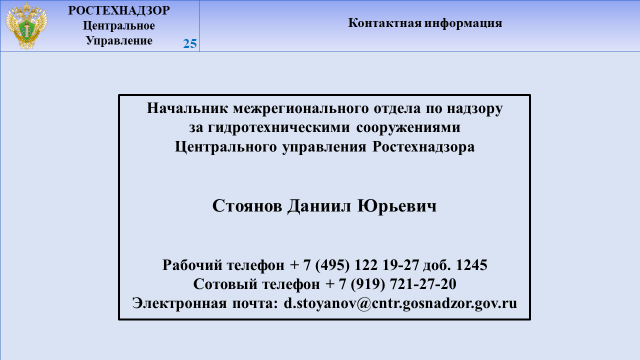 РОСТЕХНАДЗОР
Центральное
Управление
25
Контактная информация
Начальник межрегионального отдела по надзору
за гидротехническими сооружениями
Центрального управления Ростехнадзора
Стоянов Даниил Юрьевич
Рабочий телефон + 7 (495) 122 19-27 доб. 1245
Сотовый телефон + 7 (919) 721-27-20
Электронная почта: d.stoyanov@cntr.gosnadzor.gov.ru